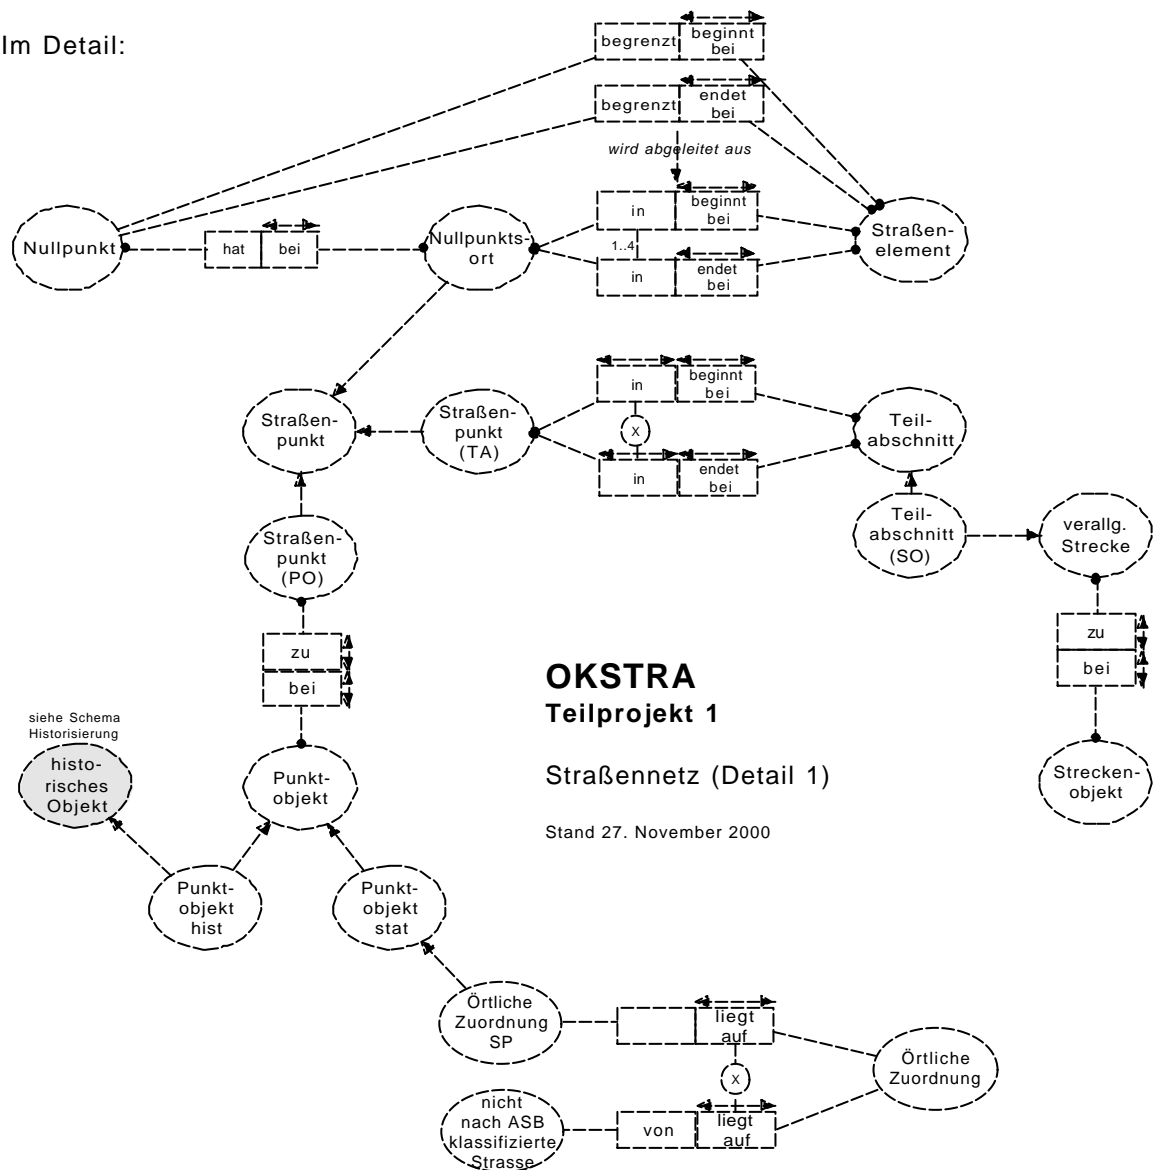 Im Detail:
begrenzt
beginnt
bei
begrenzt
endet
bei
wird abgeleitet aus
Nullpunkt
hat
bei
Nullpunkts-
ort
in
beginnt
bei
1..4
in
endet
bei
Straßen-
element
Straßen-
punkt
Straßen-
punkt
(TA)
in
beginnt
bei
X
in
endet
bei
Teil-
abschnitt
Teil-
abschnitt
(SO)
verallg.
Strecke
Straßen-
punkt
(PO)
zu
bei
zu
bei
OKSTRA
Teilprojekt 1
Straßennetz (Detail 1)
Stand 27. November 2000
siehe Schema
Historisierung
histo-
risches
Objekt
Punkt-
objekt
Strecken-
objekt
Punkt-
objekt
hist
Punkt-
objekt
stat
Örtliche
Zuordnung
SP
liegt
auf
X
Örtliche
Zuordnung
nicht
nach ASB
klassifizierte
Strasse
von
liegt
auf